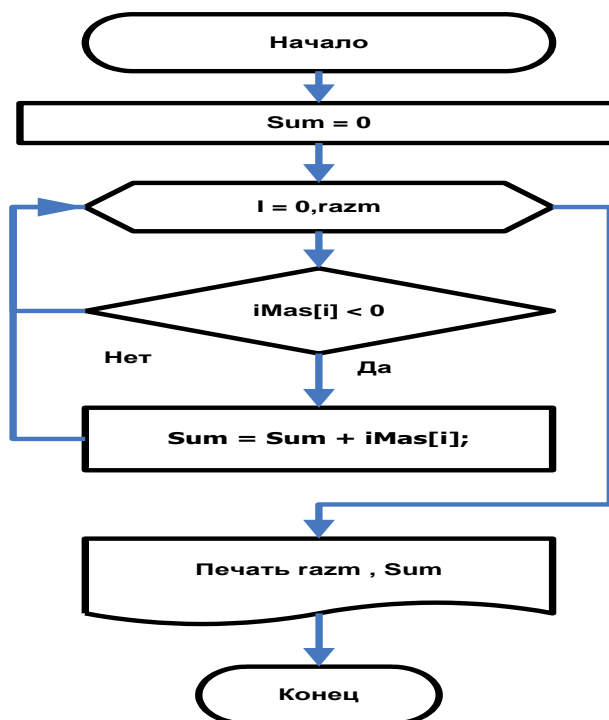 Начало
Sum = 0
I = 0,razm
iMas[i] < 0
Нет
Да
Sum = Sum + iMas[i];
Печать razm , Sum
Конец